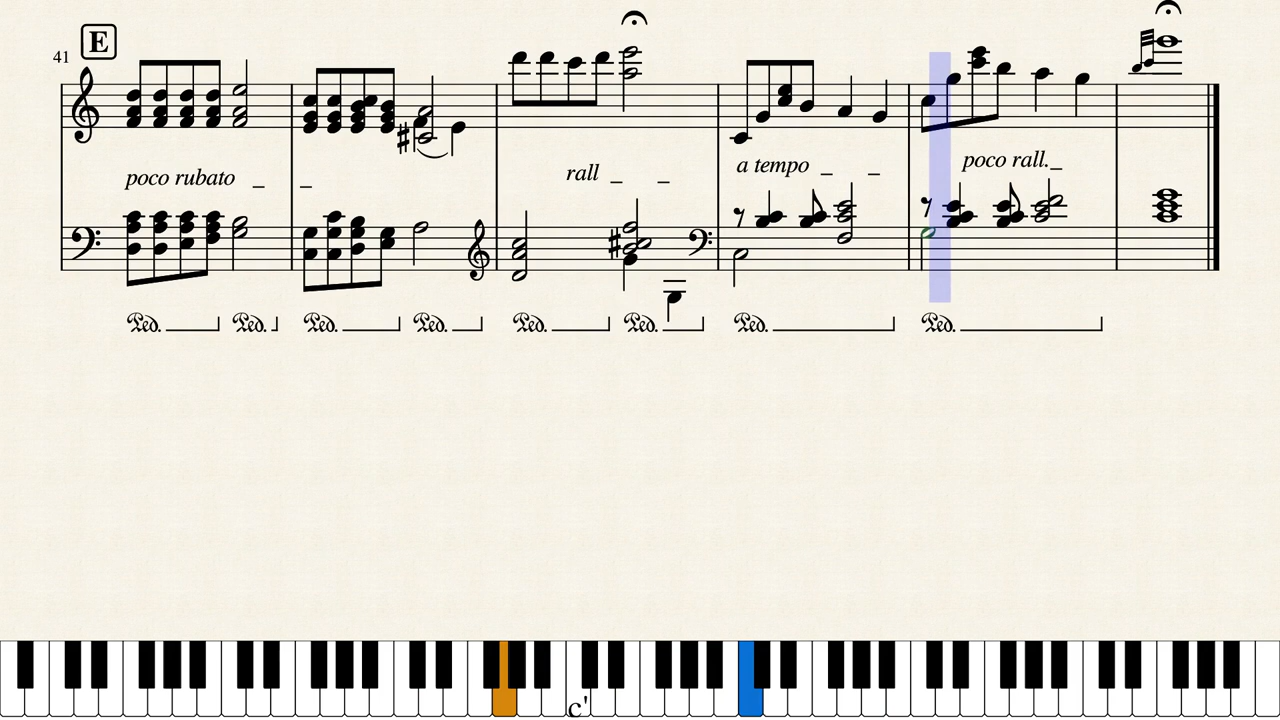 E
41
poco rubato _ _
rall _ _
a tempo _ _
poco rall._
Ped. Ped. Ped. Ped. Ped. Ped. Ped. Ped.
c'